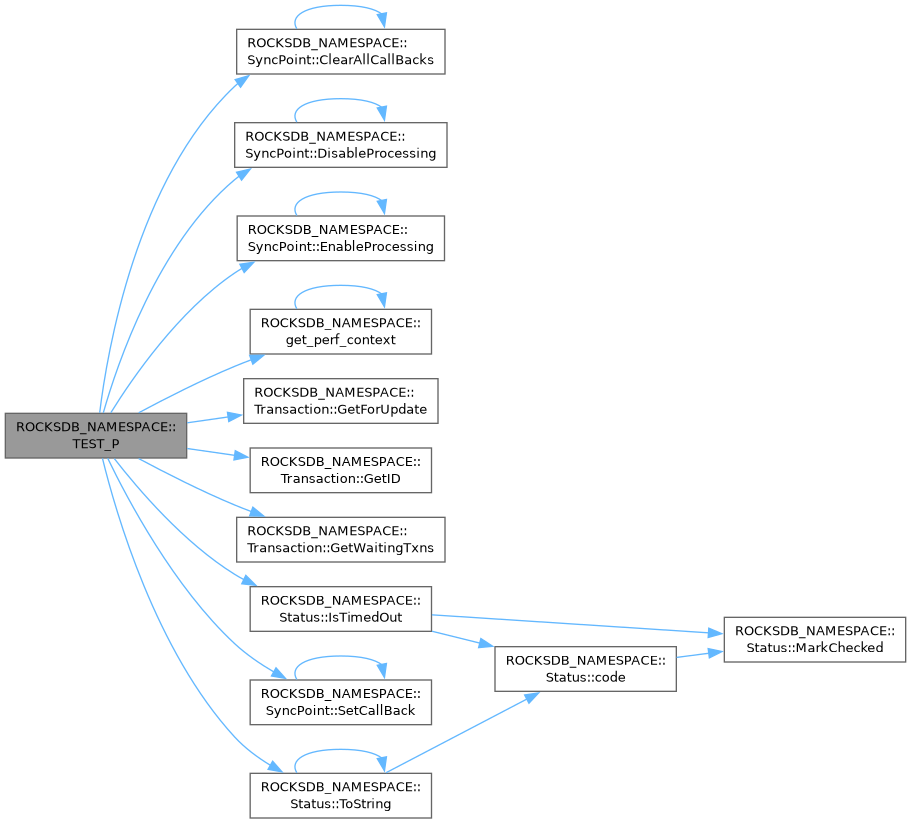 ROCKSDB_NAMESPACE::
SyncPoint::ClearAllCallBacks
ROCKSDB_NAMESPACE::
SyncPoint::DisableProcessing
ROCKSDB_NAMESPACE::
SyncPoint::EnableProcessing
ROCKSDB_NAMESPACE::
get_perf_context
ROCKSDB_NAMESPACE::
Transaction::GetForUpdate
ROCKSDB_NAMESPACE::
TEST_P
ROCKSDB_NAMESPACE::
Transaction::GetID
ROCKSDB_NAMESPACE::
Transaction::GetWaitingTxns
ROCKSDB_NAMESPACE::
Status::IsTimedOut
ROCKSDB_NAMESPACE::
Status::MarkChecked
ROCKSDB_NAMESPACE::
Status::code
ROCKSDB_NAMESPACE::
SyncPoint::SetCallBack
ROCKSDB_NAMESPACE::
Status::ToString